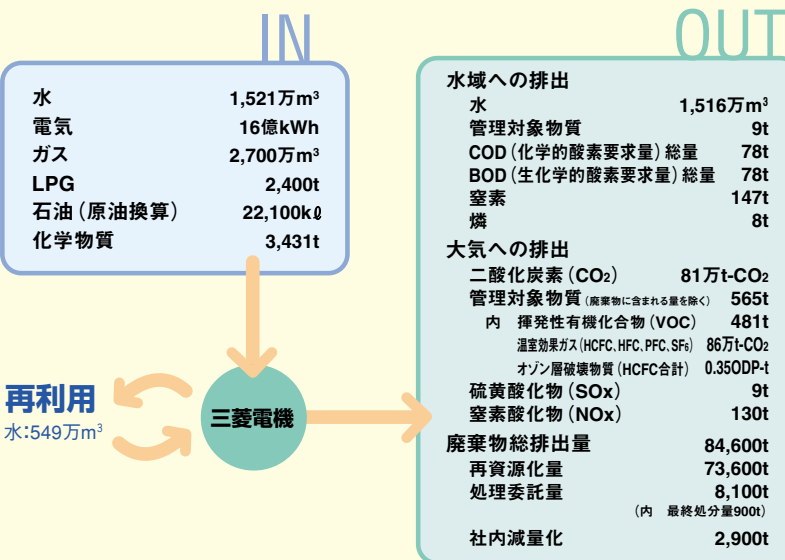 IN
水 1,521万m³
電気 16億kWh
ガス 2,700万m³
LPG 2,400t
石油（原油換算） 22,100kℓ
化学物質 3,431t
再利用
水:549万m³
三菱電機
OUT
水域への排出
水 1,516万m³
管理対象物質 9t
COD（化学的酸素要求量）総量 78t
BOD（生化学的酸素要求量）総量 78t
窒素 147t
燐 8t
大気への排出
二酸化炭素（CO₂） 81万t-CO₂
管理対象物質（廃棄物に含まれる量を除く） 565t
内 揮発性有機化合物（VOC） 481t
温室効果ガス（HCFC、HFC、PFC、SF₆） 86万t-CO₂
オゾン層破壊物質（HCFC合計） 0.35ODP-t
硫黄酸化物（SOx） 9t
窒素酸化物（NOx） 130t
廃棄物総排出量 84,600t
再資源化量 73,600t
処理委託量 8,100t
（内 最終処分量900t）
社内減量化 2,900t